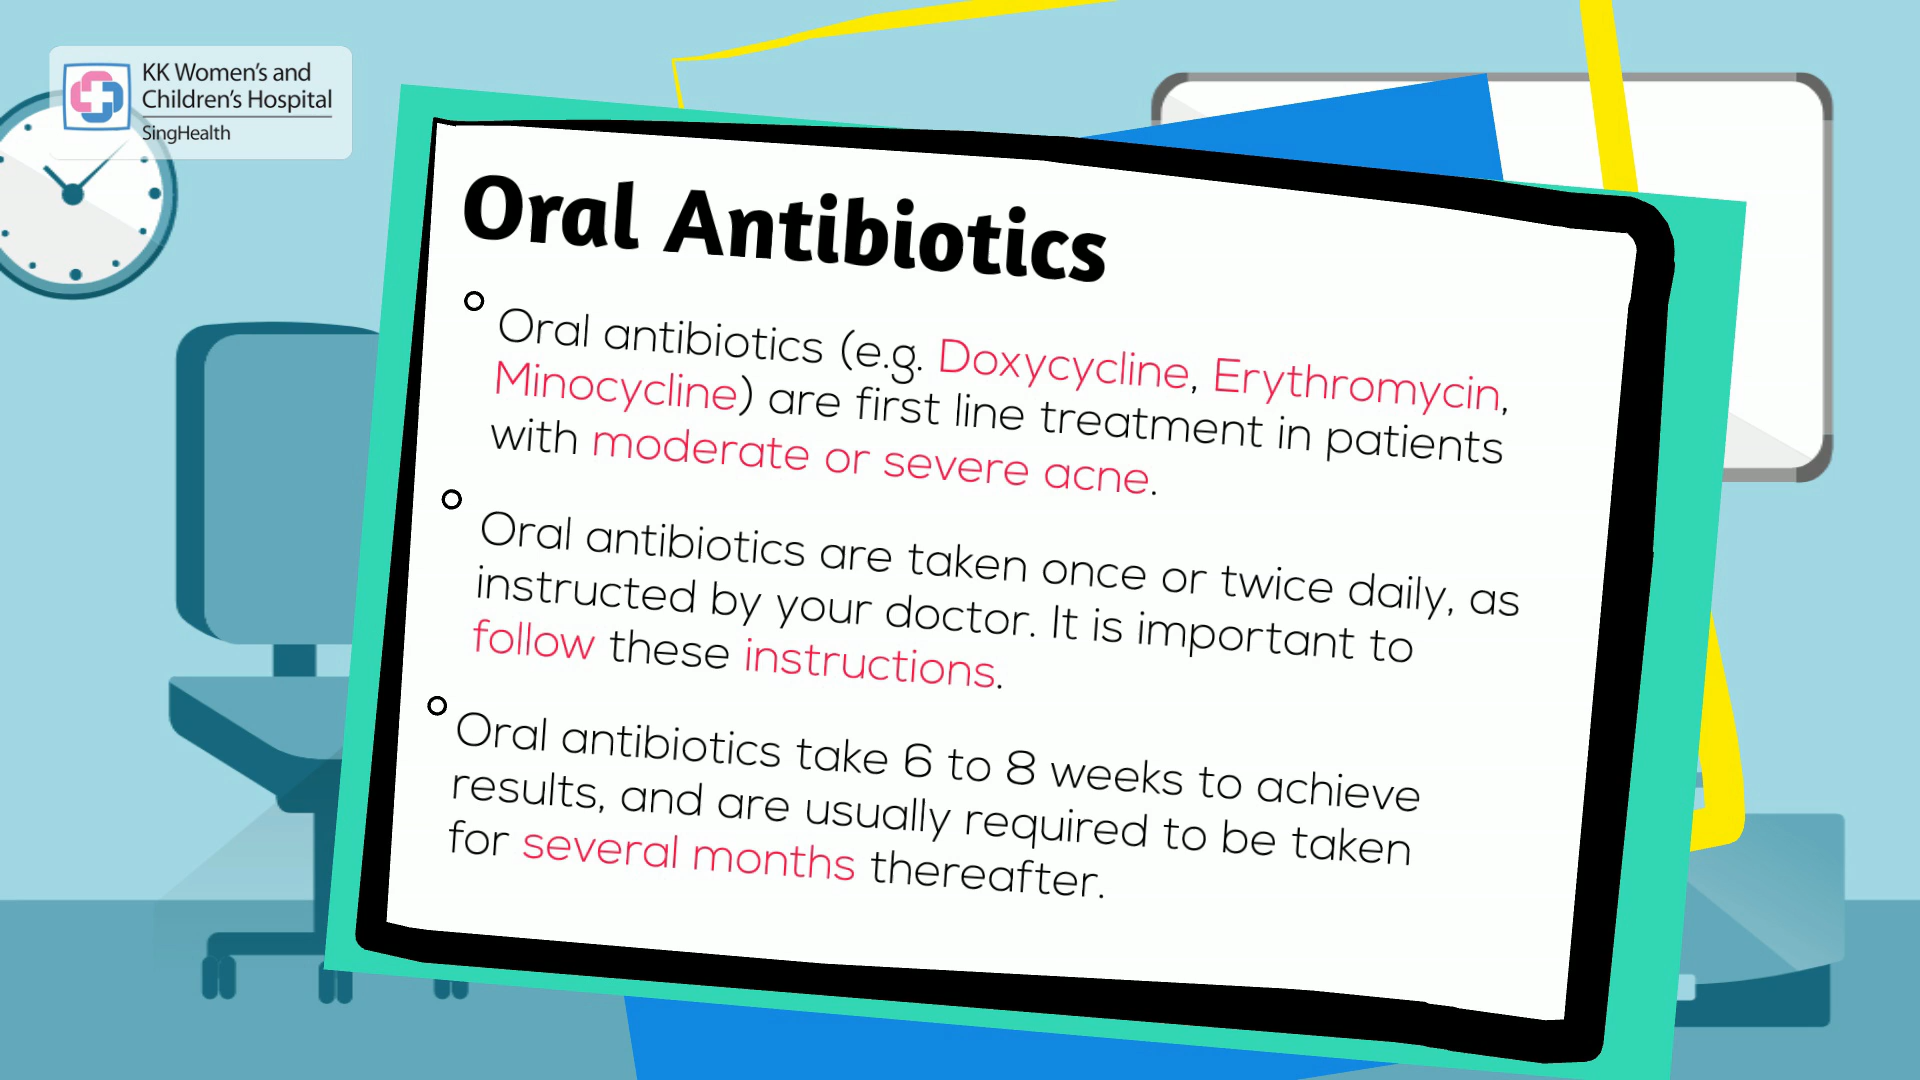 KK Women's and
Children's Hospital
SingHealth
Oral Antibiotics
Oral antibiotics (e.g. Doxycycline, Erythromycin,
Minocycline) are first line treatment in patients
with moderate or severe acne.
Oral antibiotics are taken once or twice daily, as
instructed by your doctor. It is important to
follow these instructions.
Oral antibiotics take 6 to 8 weeks to achieve
results, and are usually required to be taken
for several months thereafter.